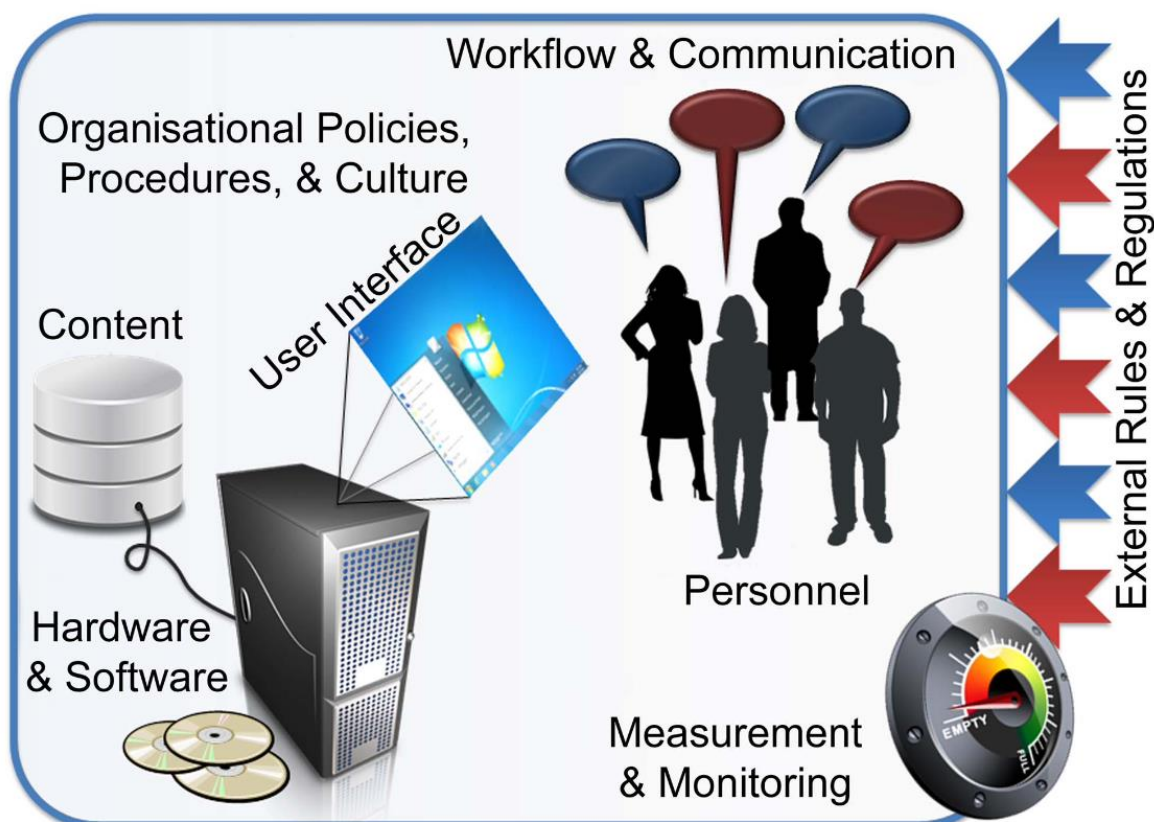 Workflow & Communication
Organisational Policies,
Procedures, & Culture
User Interface
Content
Hardware
& Software
Personnel
Measurement
& Monitoring
EMPTY
FULL
External Rules & Regulations